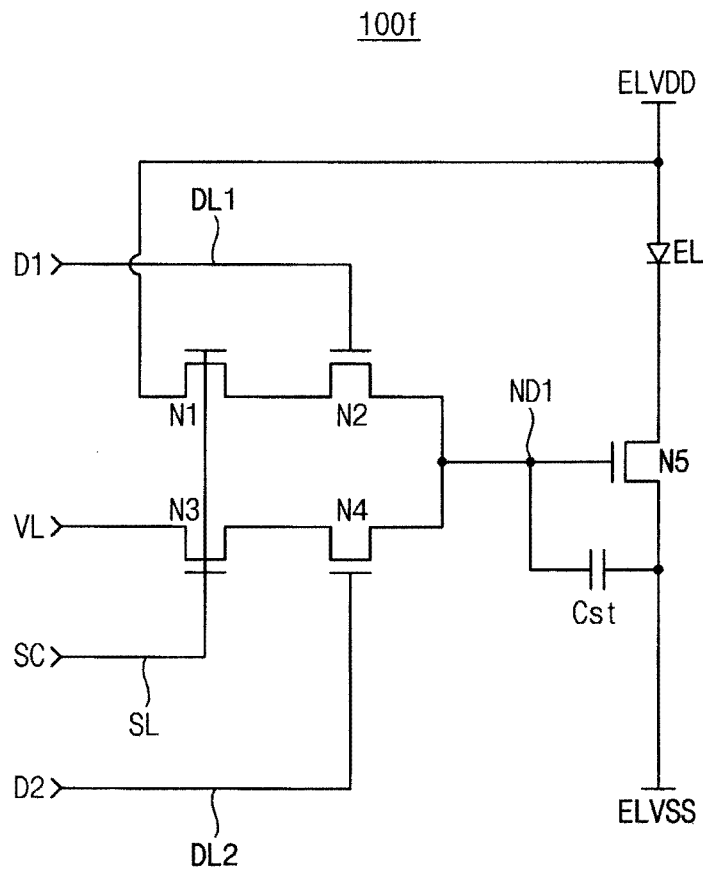 100f
ELVDD
DL1
D1
EL
N1
N2
ND1
N5
VL
N3
N4
Cst
SC
SL
D2
ELVSS
DL2